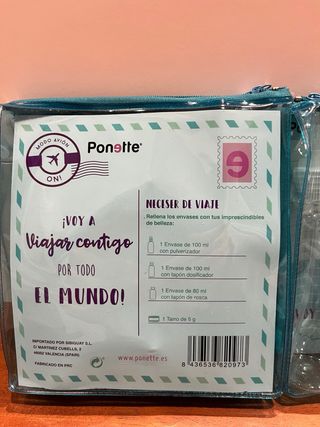 MODO AVIÓN
ON!
Ponette®
e
¡VOY A
Viajar contigo
POR TODO
EL MUNDO!
NECESER DE VIAJE
Rellena los envases con tus imprescindibles
de belleza:
1 Envase de 100 ml
con pulverizador
1 Envase de 100 ml
con tapón dosificador
1 Envase de 80 ml
con tapón de rosca
1 Tarro de 5 g
IMPORTADO POR SIBIGUAY S.L.
C/ MARTINEZ CUBELLS, 2
46002 VALENCIA (SPAIN)
FABRICADO EN PRC
www.ponette.es
8 436536 820973